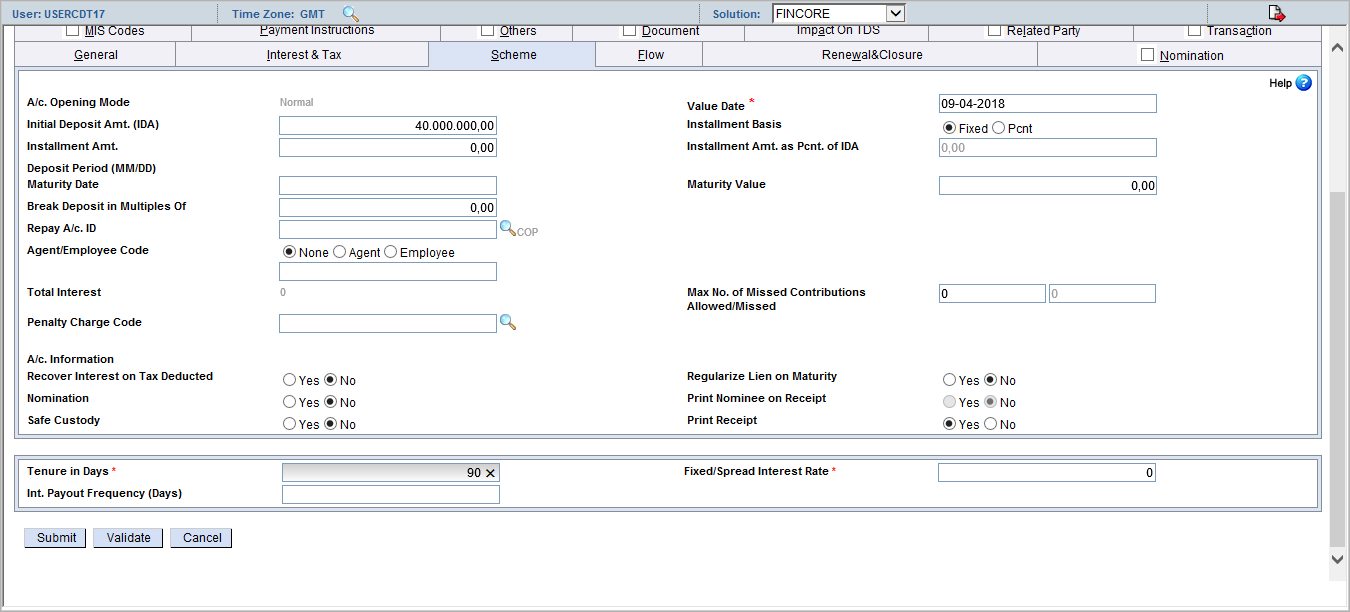 User: USERCDT17 Time Zone: GMT Solution: FINCORE
MIS Codes Payment Instructions Others Document Impact On TDS Related Party Transaction
General Interest & Tax Scheme Flow Renewal&Closure Nomination
Help ?
A/c. Opening Mode Normal Value Date * 09-04-2018
Initial Deposit Amt. (IDA) 40.000.000,00 Installment Basis Fixed Pcnt
Installment Amt. 0,00 Installment Amt. as Pcnt. of IDA 0,00
Deposit Period (MM/DD)
Maturity Date Maturity Value 0,00
Break Deposit in Multiples Of 0,00
Repay A/c. ID COP
Agent/Employee Code None Agent Employee
Total Interest 0 Max No. of Missed Contributions 0 0
Allowed/Missed
Penalty Charge Code
A/c. Information
Recover Interest on Tax Deducted Yes No Regularize Lien on Maturity Yes No
Nomination Yes No Print Nominee on Receipt Yes No
Safe Custody Yes No Print Receipt Yes No
Tenure in Days * 90 × Fixed/Spread Interest Rate * 0
Int. Payout Frequency (Days)
Submit Validate Cancel